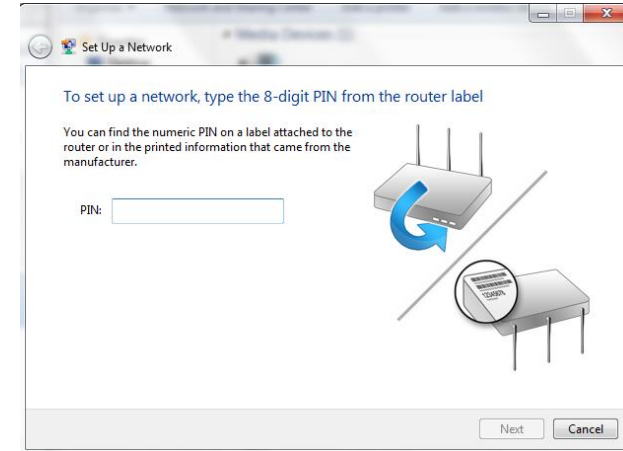 Set Up a Network
To set up a network, type the 8-digit PIN from the router label
You can find the numeric PIN on a label attached to the
router or in the printed information that came from the
manufacturer.
PIN:
12345670
Next
Cancel